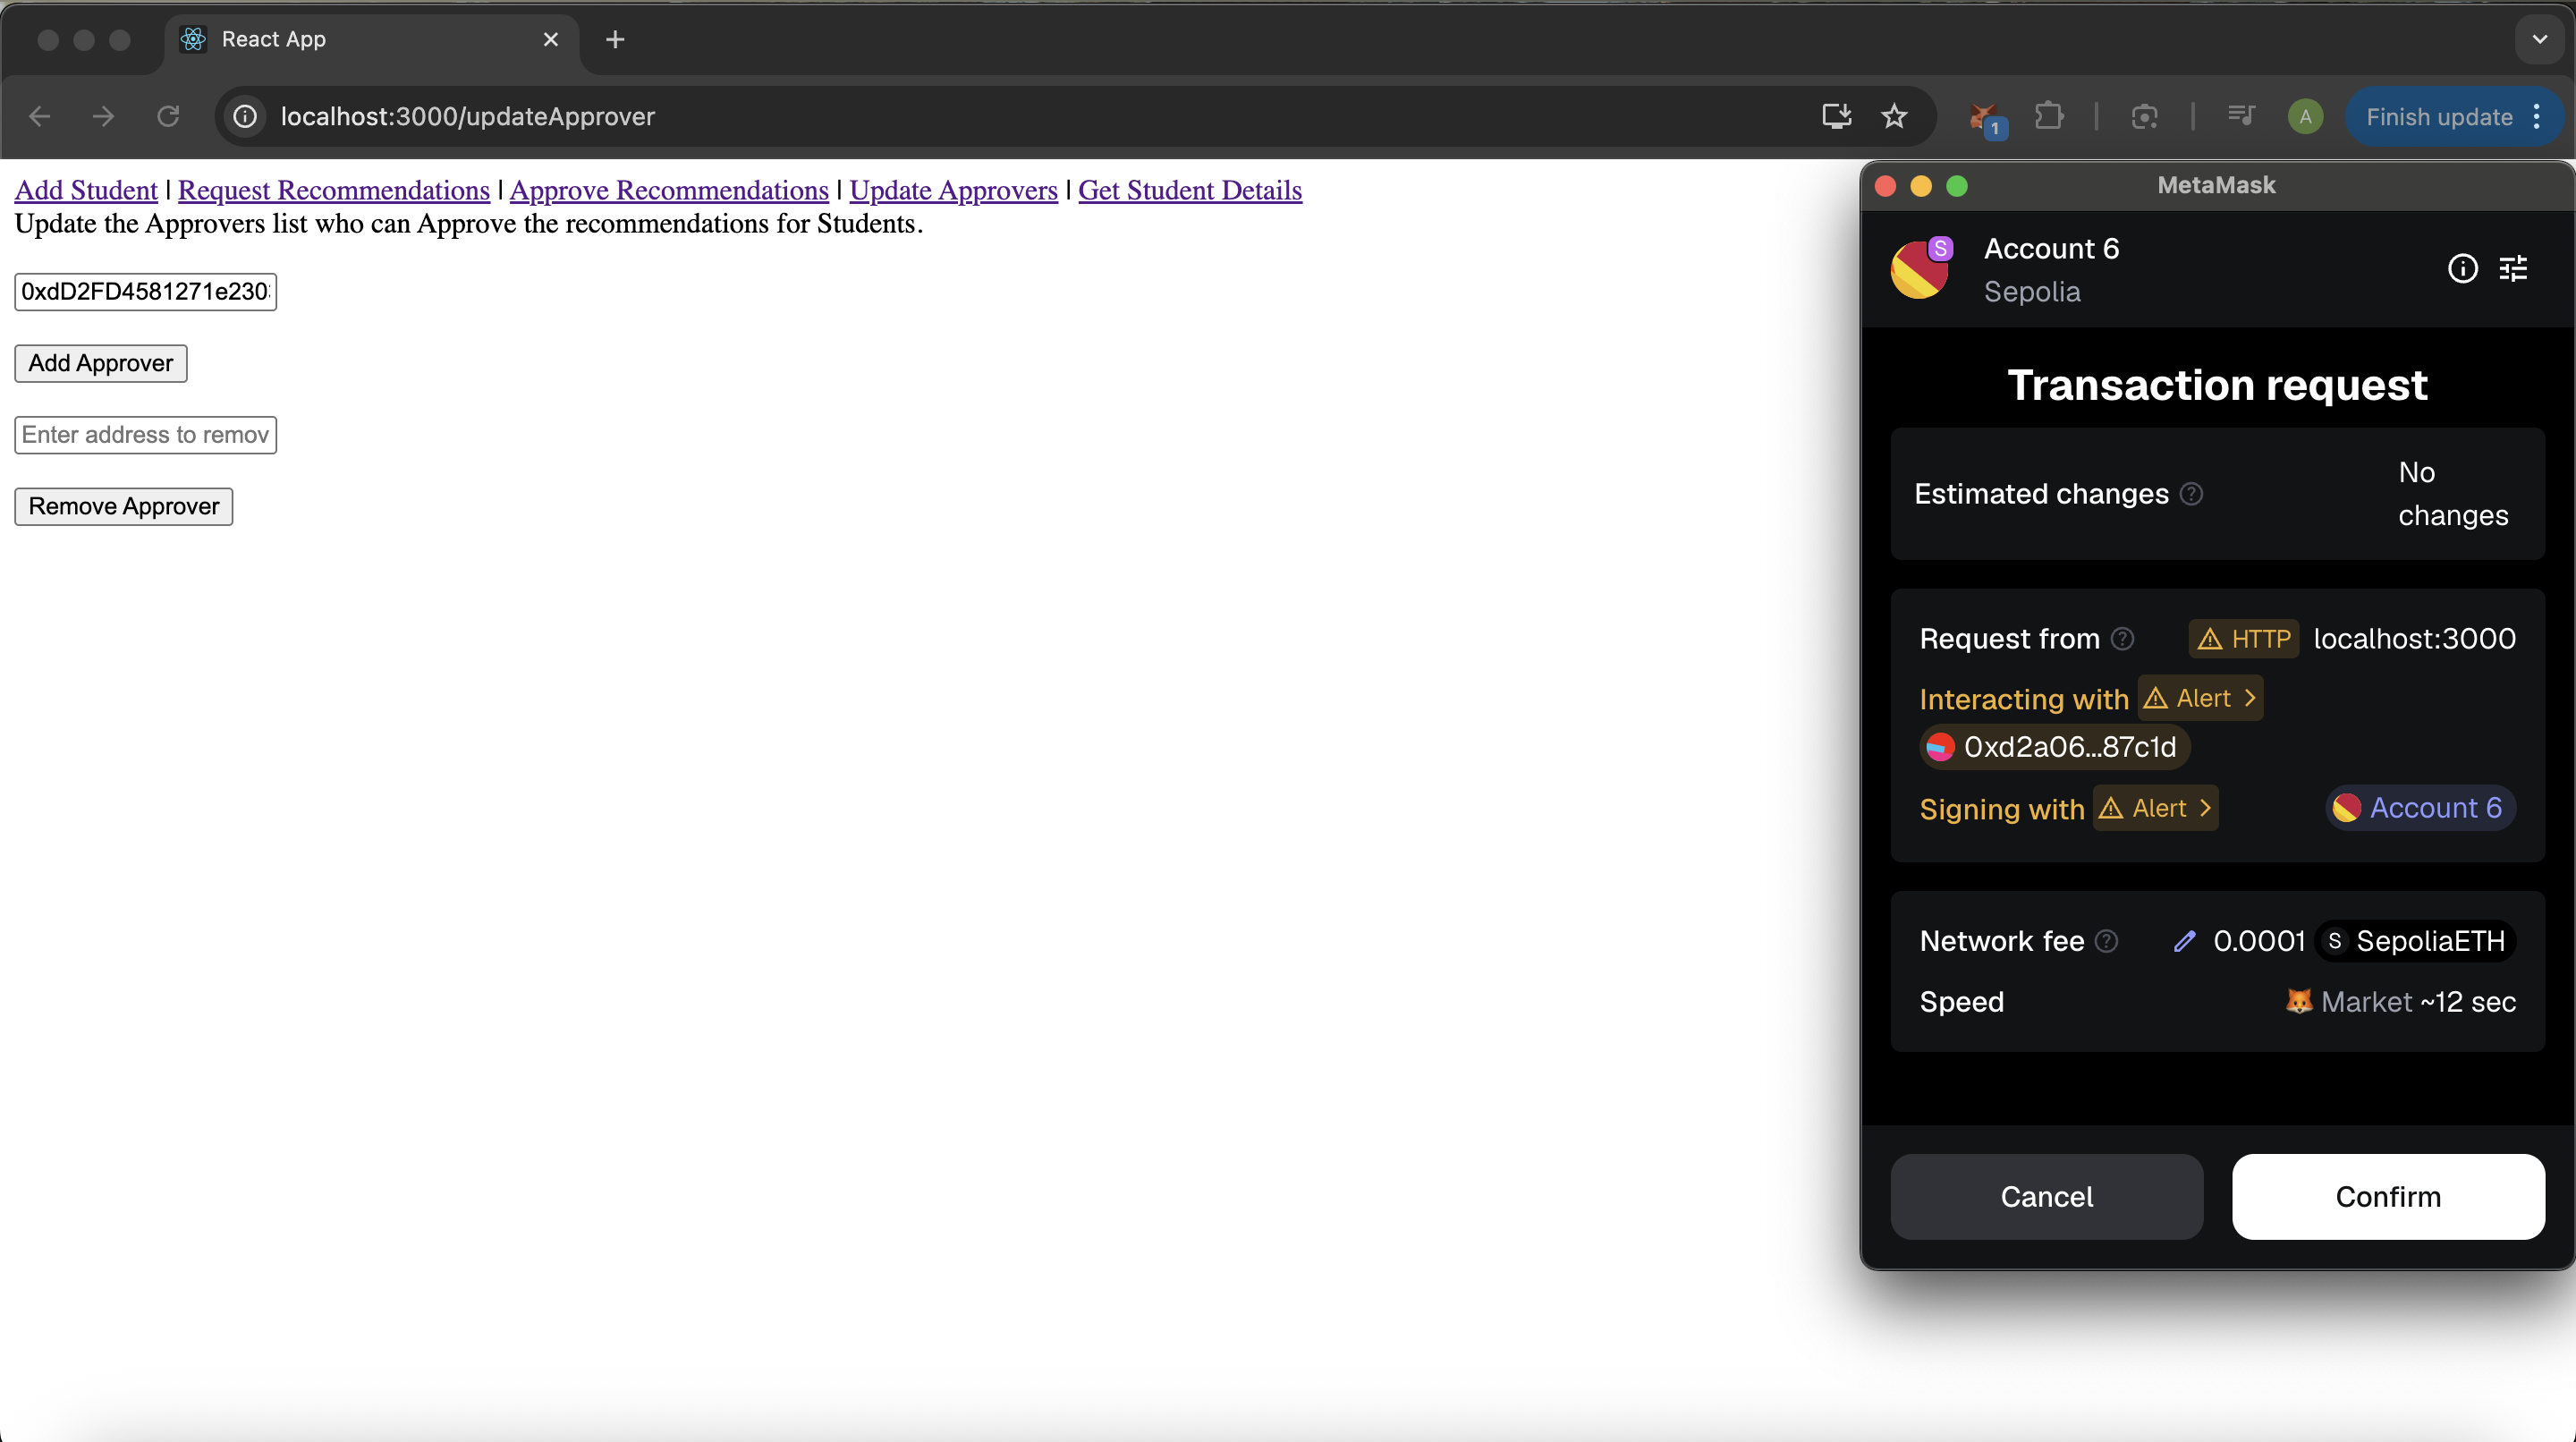 React App
localhost:3000/updateApprover
1
A
Finish update
Add Student | Request Recommendations | Approve Recommendations | Update Approvers | Get Student Details
Update the Approvers list who can Approve the recommendations for Students.
0xdD2FD4581271e230
Add Approver
Enter address to remov
Remove Approver
MetaMask
S
Account 6
Sepolia
Transaction request
Estimated changes ? No changes
Request from ? HTTP localhost:3000
Interacting with Alert >
0xd2a06...87c1d
Signing with Alert > Account 6
Network fee ? 0.0001 S SepoliaETH
Speed Market ~12 sec
Cancel
Confirm